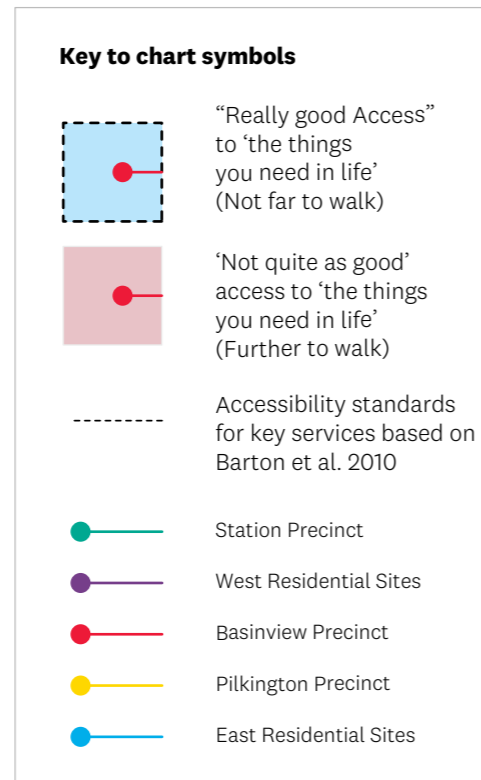 Key to chart symbols
“Really good Access”
to ‘the things
you need in life’
(Not far to walk)
‘Not quite as good’
access to ‘the things
you need in life’
(Further to walk)
Accessibility standards
for key services based on
Barton et al. 2010
Station Precinct
West Residential Sites
Basinview Precinct
Pilkington Precinct
East Residential Sites